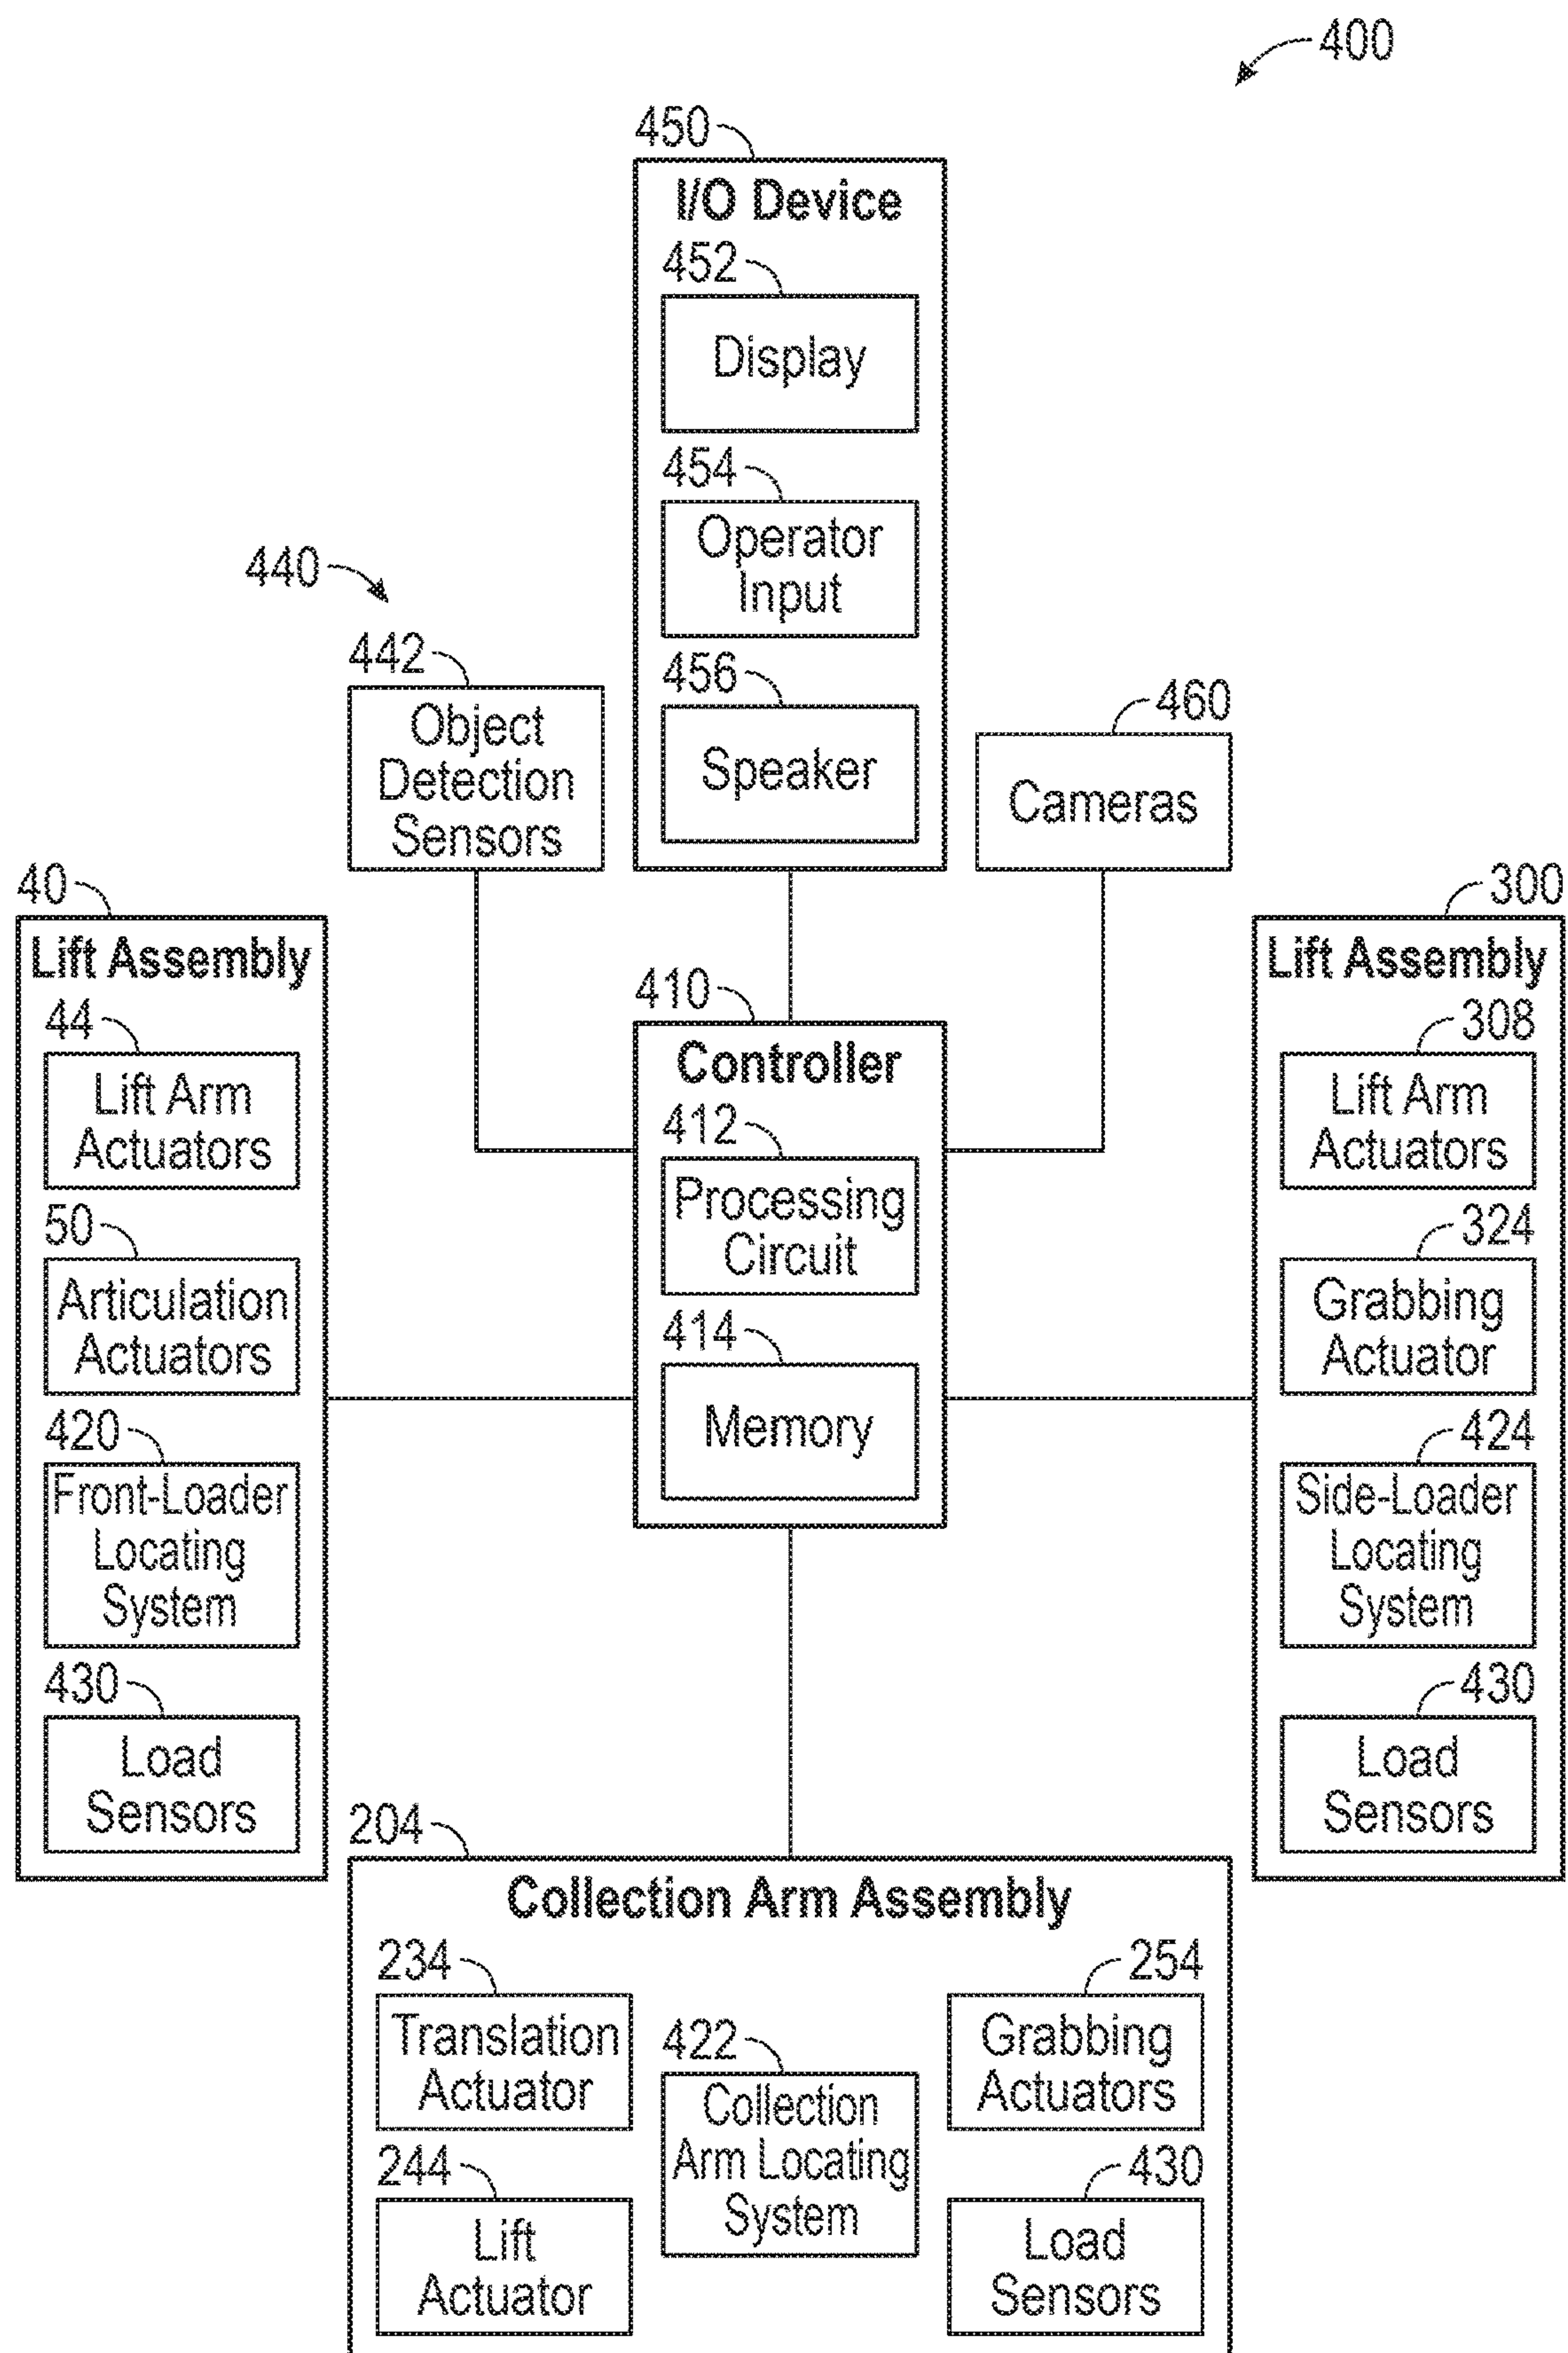 400
450
I/O Device
452
Display
454
Operator
Input
456
Speaker
440
442
Object
Detection
Sensors
460
Cameras
40
Lift Assembly
44
Lift Arm
Actuators
50
Articulation
Actuators
420
Front-Loader
Locating
System
430
Load
Sensors
410
Controller
412
Processing
Circuit
414
Memory
300
Lift Assembly
308
Lift Arm
Actuators
324
Grabbing
Actuator
424
Side-Loader
Locating
System
430
Load
Sensors
204
Collection Arm Assembly
234
Translation
Actuator
244
Lift
Actuator
422
Collection
Arm Locating
System
254
Grabbing
Actuators
430
Load
Sensors